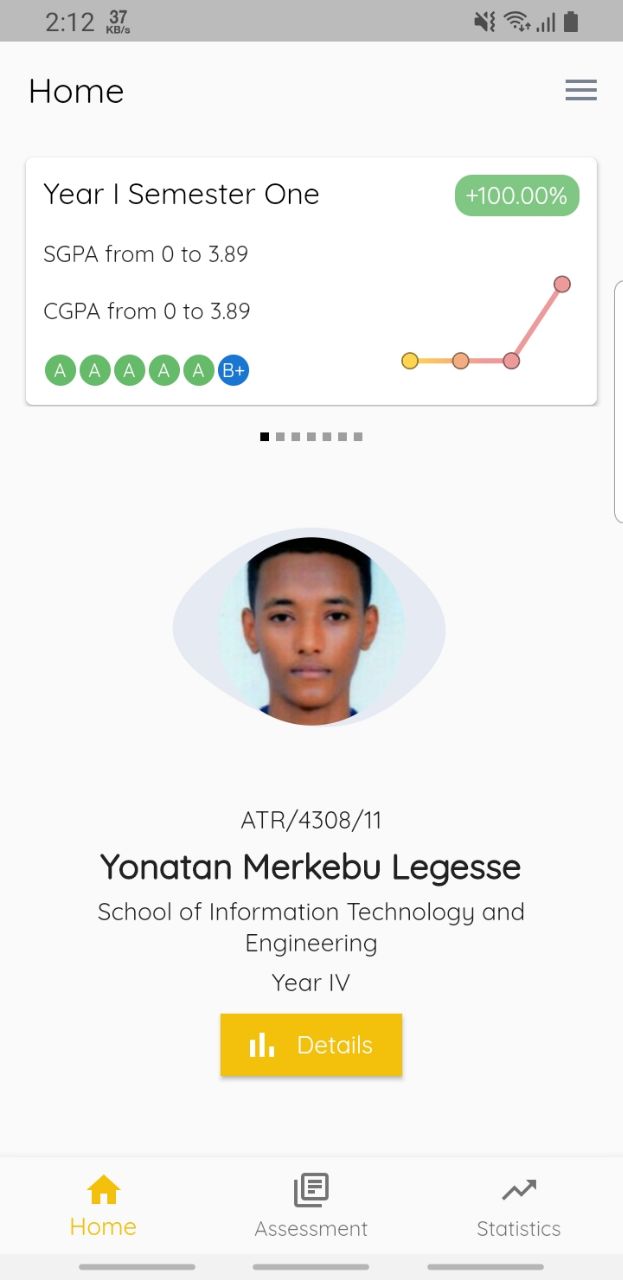 2:12 37 KB/s
Home
Year I Semester One +100.00%
SGPA from 0 to 3.89
CGPA from 0 to 3.89
A A A A A B+
ATR/4308/11
Yonatan Merkebu Legesse
School of Information Technology and
Engineering
Year IV
Details
Home Assessment Statistics